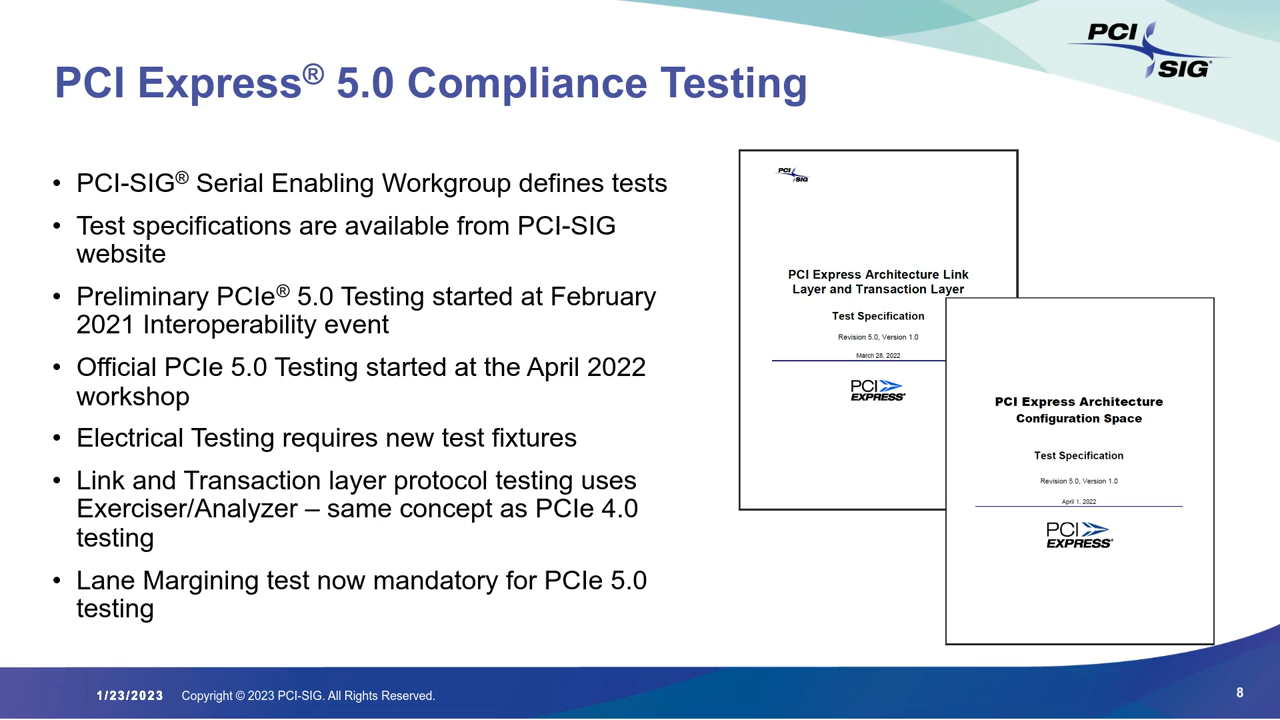 PCI SIG
PCI Express® 5.0 Compliance Testing
• PCI-SIG® Serial Enabling Workgroup defines tests
• Test specifications are available from PCI-SIG
website
• Preliminary PCIe® 5.0 Testing started at February
2021 Interoperability event
• Official PCIe 5.0 Testing started at the April 2022
workshop
• Electrical Testing requires new test fixtures
• Link and Transaction layer protocol testing uses
Exerciser/Analyzer – same concept as PCIe 4.0
testing
• Lane Margining test now mandatory for PCIe 5.0
testing
PCI SIG
PCI Express Architecture Link
Layer and Transaction Layer
Test Specification
Revision 5.0, Version 1.0
March 28, 2022
PCI
EXPRESS®
PCI Express Architecture
Configuration Space
Test Specification
Revision 5.0, Version 1.0
April 1, 2022
PCI
EXPRESS®
1/23/2023 Copyright © 2023 PCI-SIG. All Rights Reserved.
8